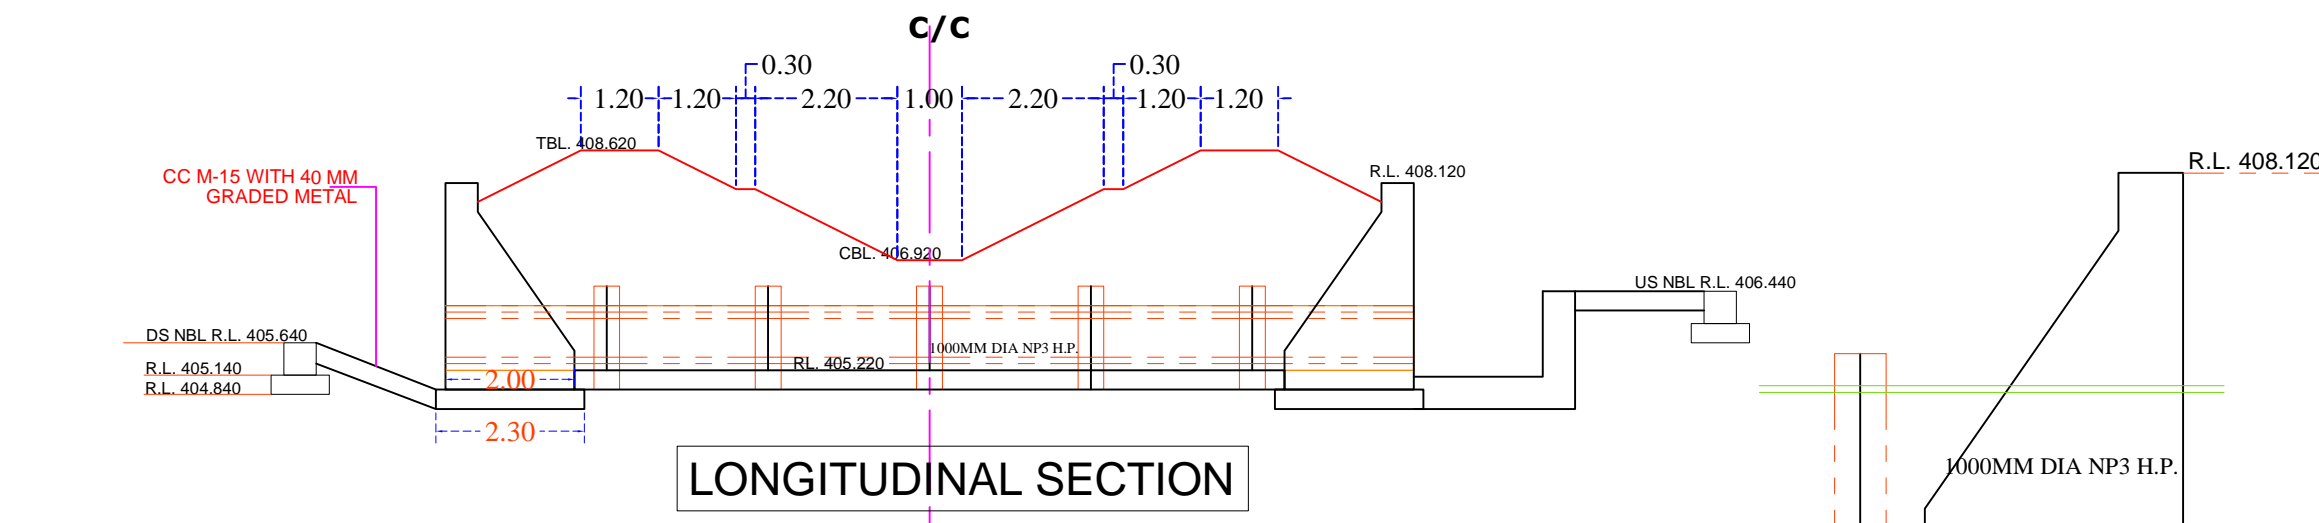 C/C
0.30
0.30
1.20
1.20
2.20
1.00
2.20
1.20
1.20
TBL. 408.620
CC M-15 WITH 40 MM
GRADED METAL
R.L. 408.120
R.L. 408.120
CBL. 406.920
US NBL R.L. 406.440
DS NBL R.L. 405.640
1000MM DIA NP3 H.P.
RL. 405.220
R.L. 405.140
R.L. 404.840
2.00
2.30
LONGITUDINAL SECTION
1000MM DIA NP3 H.P.